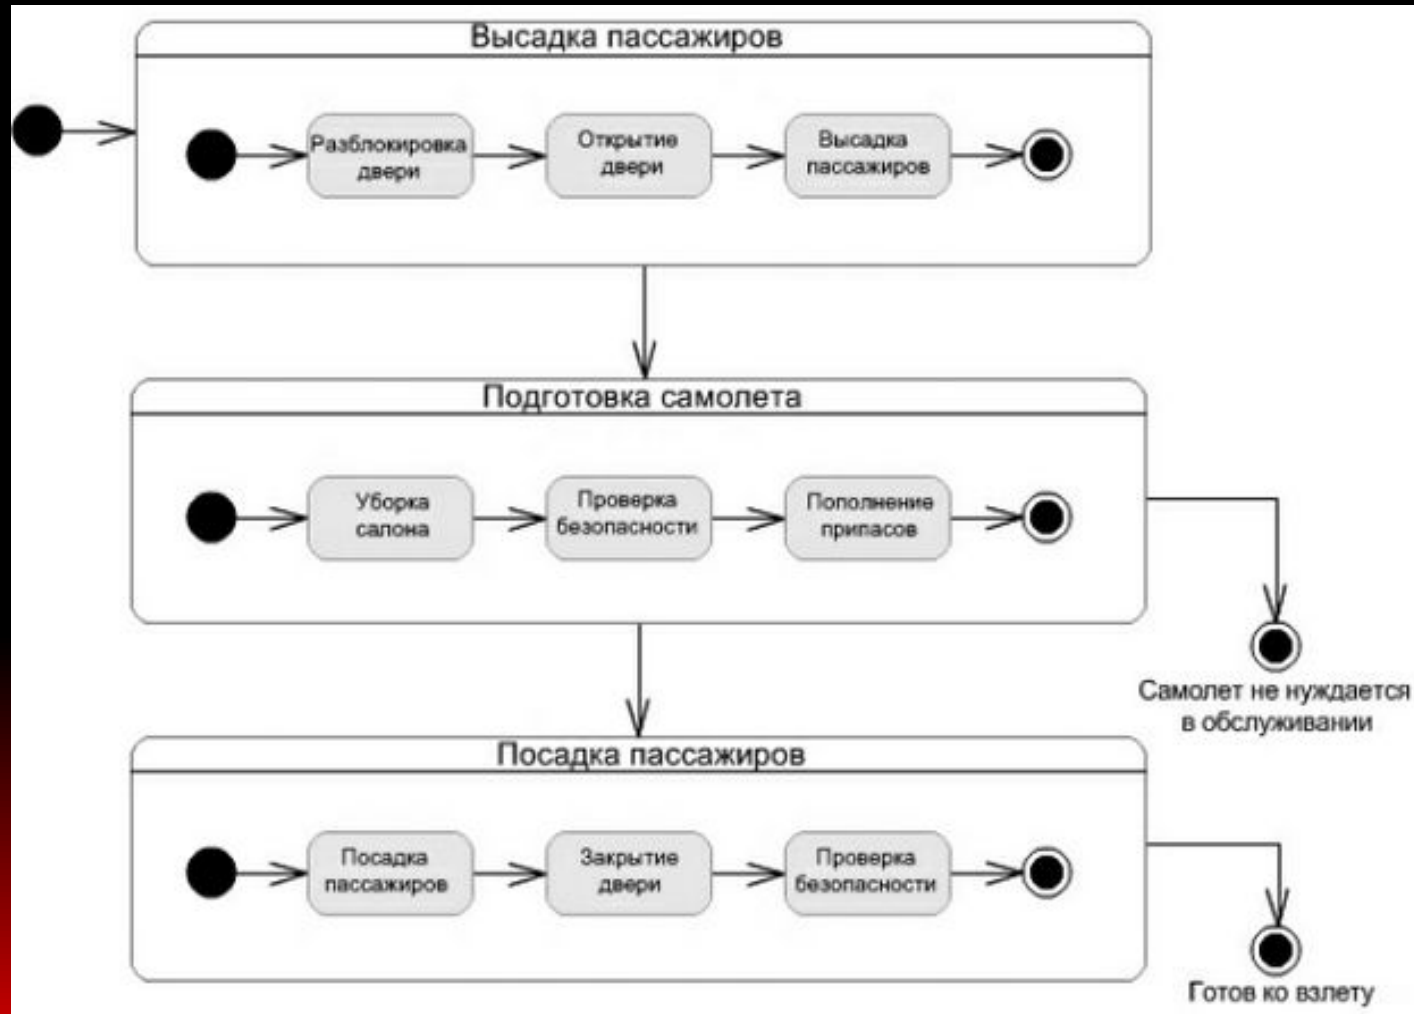 Высадка пассажиров
Разблокировка
двери
Открытие
двери
Высадка
пассажиров
Подготовка самолета
Уборка
салона
Проверка
безопасности
Пополнение
припасов
Самолет не нуждается
в обслуживании
Посадка пассажиров
Посадка
пассажиров
Закрытие
двери
Проверка
безопасности
Готов ко взлету